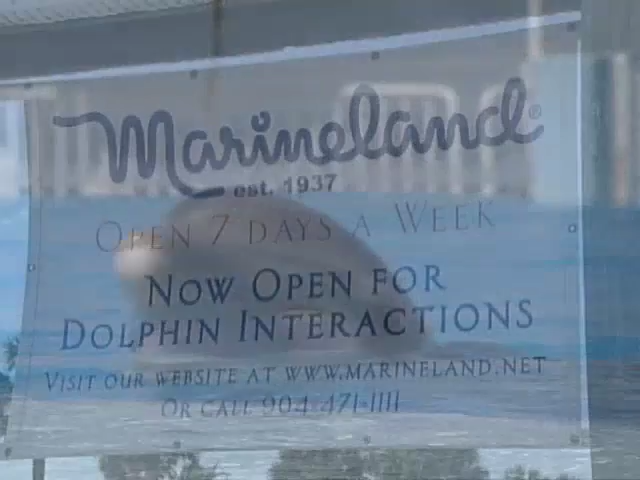 Marineland®
est. 1937
OPEN 7 DAYS A WEEK
NOW OPEN FOR
DOLPHIN INTERACTIONS
VISIT OUR WEBSITE AT WWW.MARINELAND.NET
OR CALL 904-471-1111